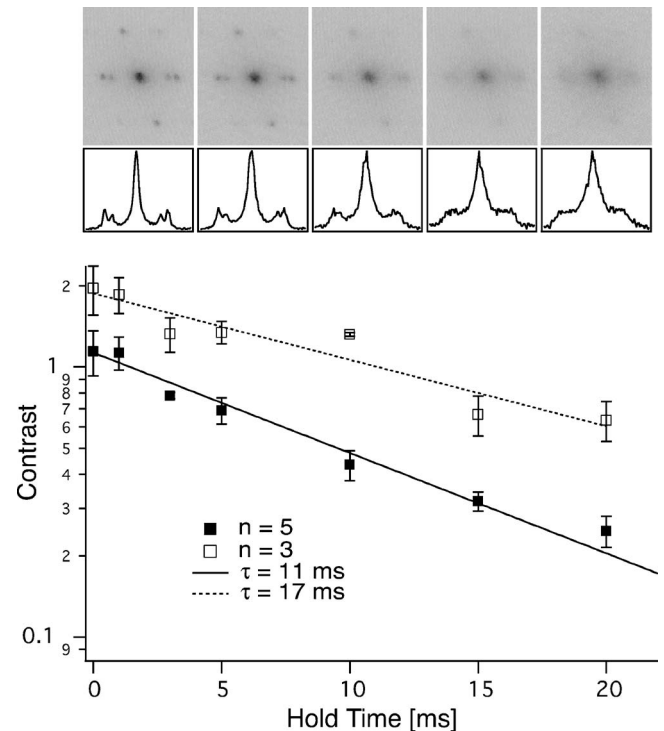 2
1
9
8
7
6
5
4
3
2
0.1
9
Contrast
n = 5
n = 3
τ = 11 ms
τ = 17 ms
0 5 10 15 20
Hold Time [ms]